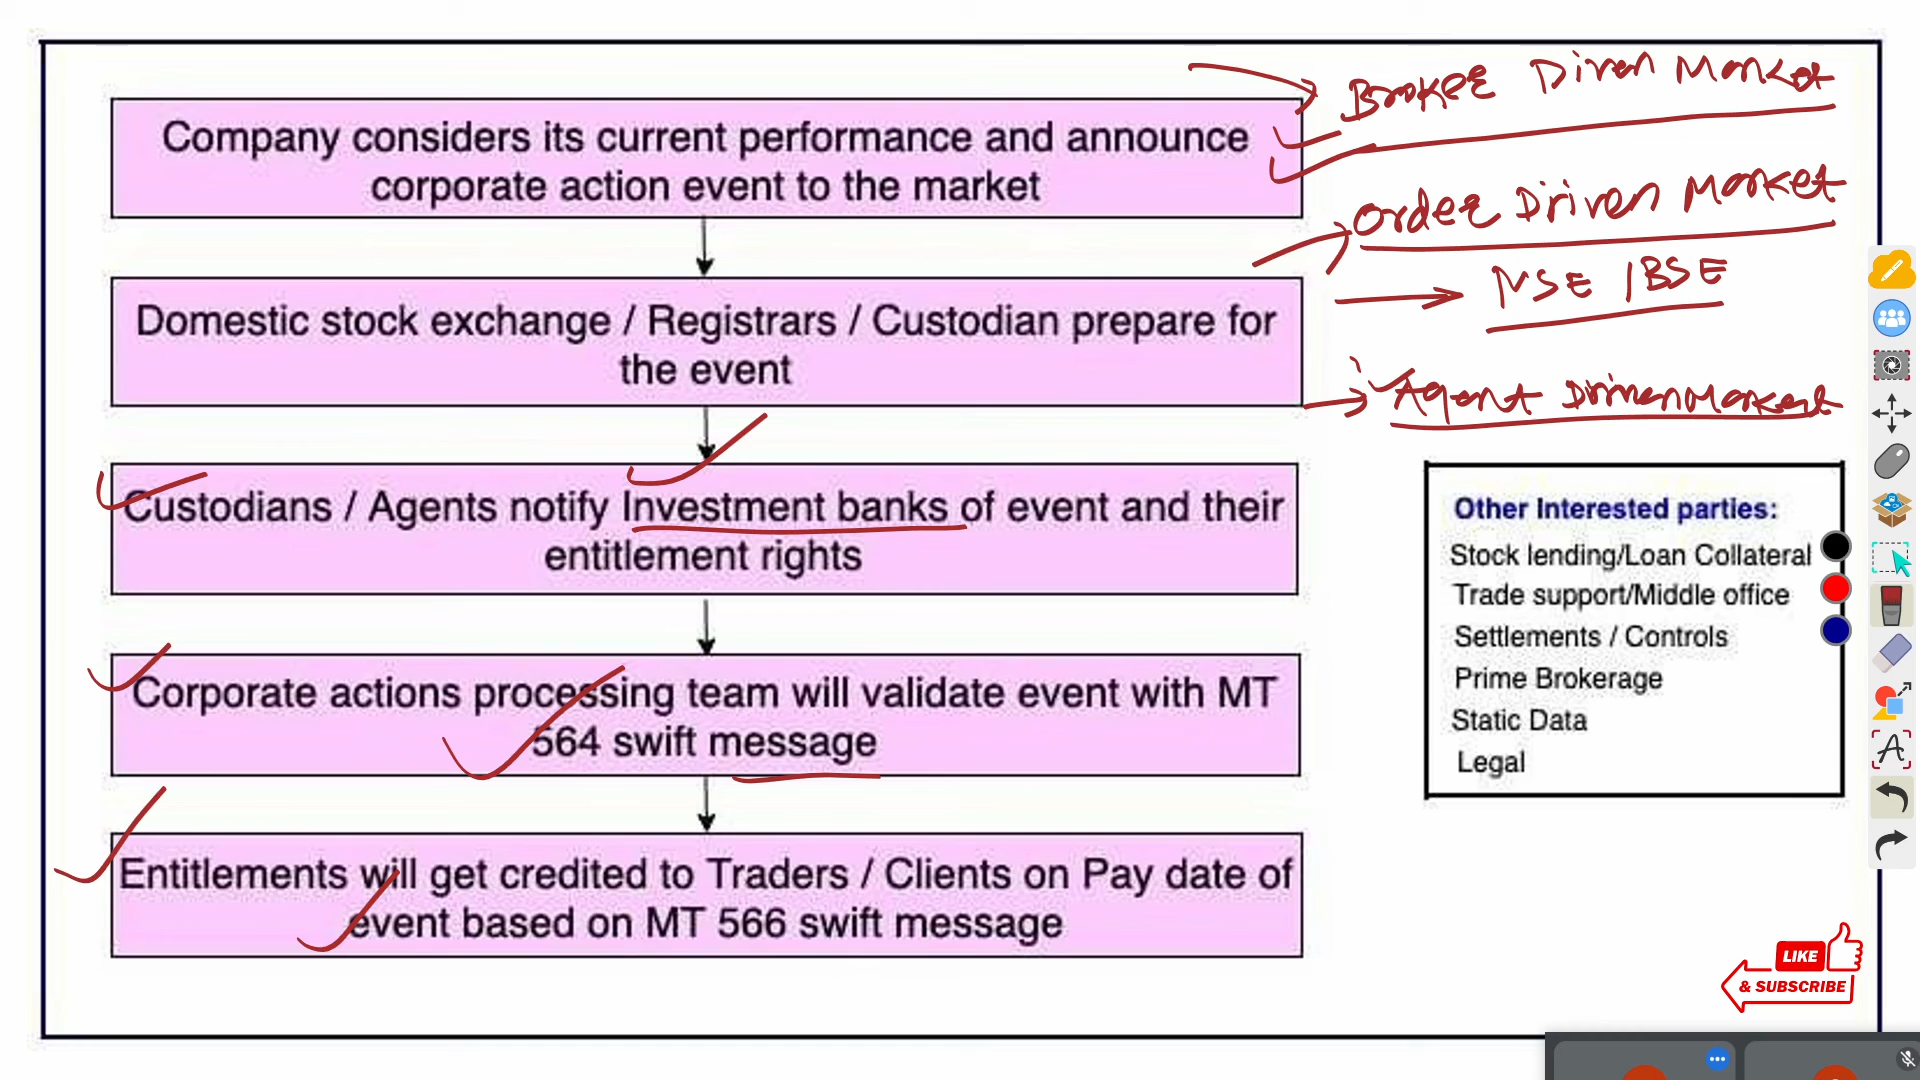 Company considers its current performance and announce
corporate action event to the market
Domestic stock exchange / Registrars / Custodian prepare for
the event
Custodians / Agents notify Investment banks of event and their
entitlement rights
Corporate actions processing team will validate event with MT
564 swift message
Entitlements will get credited to Traders / Clients on Pay date of
event based on MT 566 swift message
Broker Diren Market
Order Driven Market
NSE / BSE
Agent Driven Market
Other Interested parties:
Stock lending/Loan Collateral
Trade support/Middle office
Settlements / Controls
Prime Brokerage
Static Data
Legal
LIKE
& SUBSCRIBE